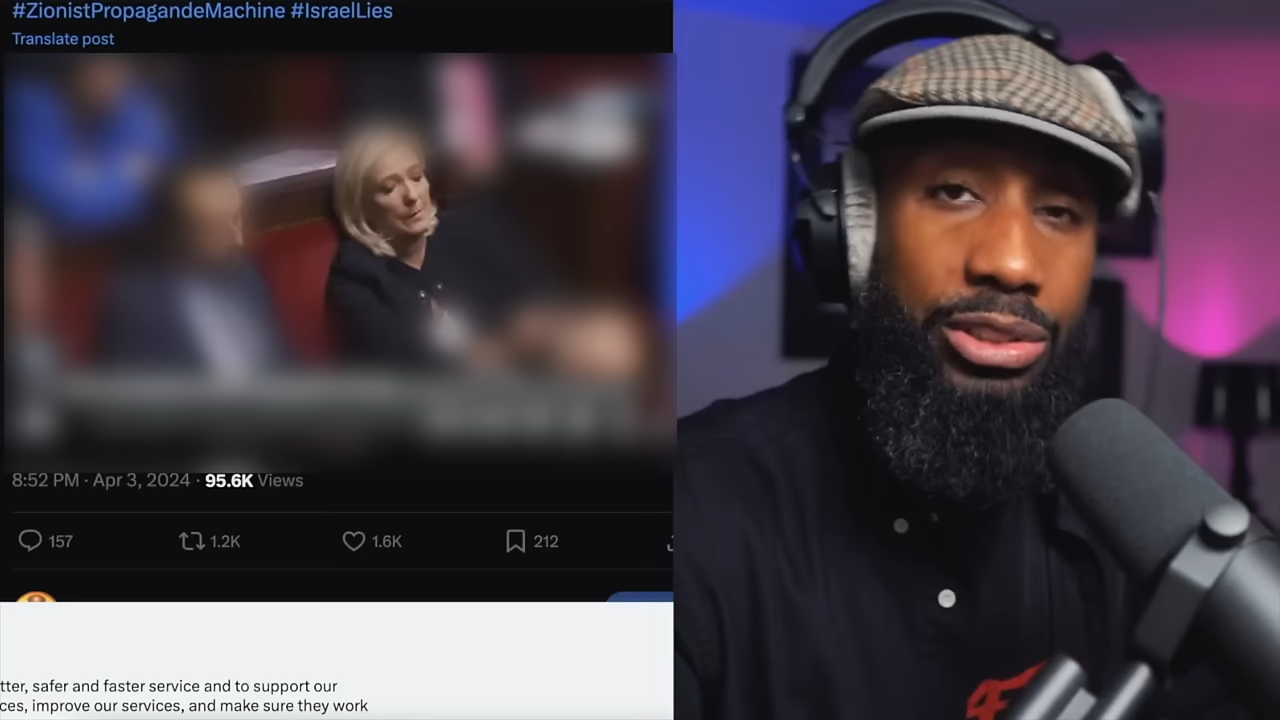 #ZionistPropagandeMachine #IsraelLies
Translate post
8:52 PM · Apr 3, 2024 · 95.6K Views
157 1.2K 1.6K 212
tter, safer and faster service and to support our
ces, improve our services, and make sure they work